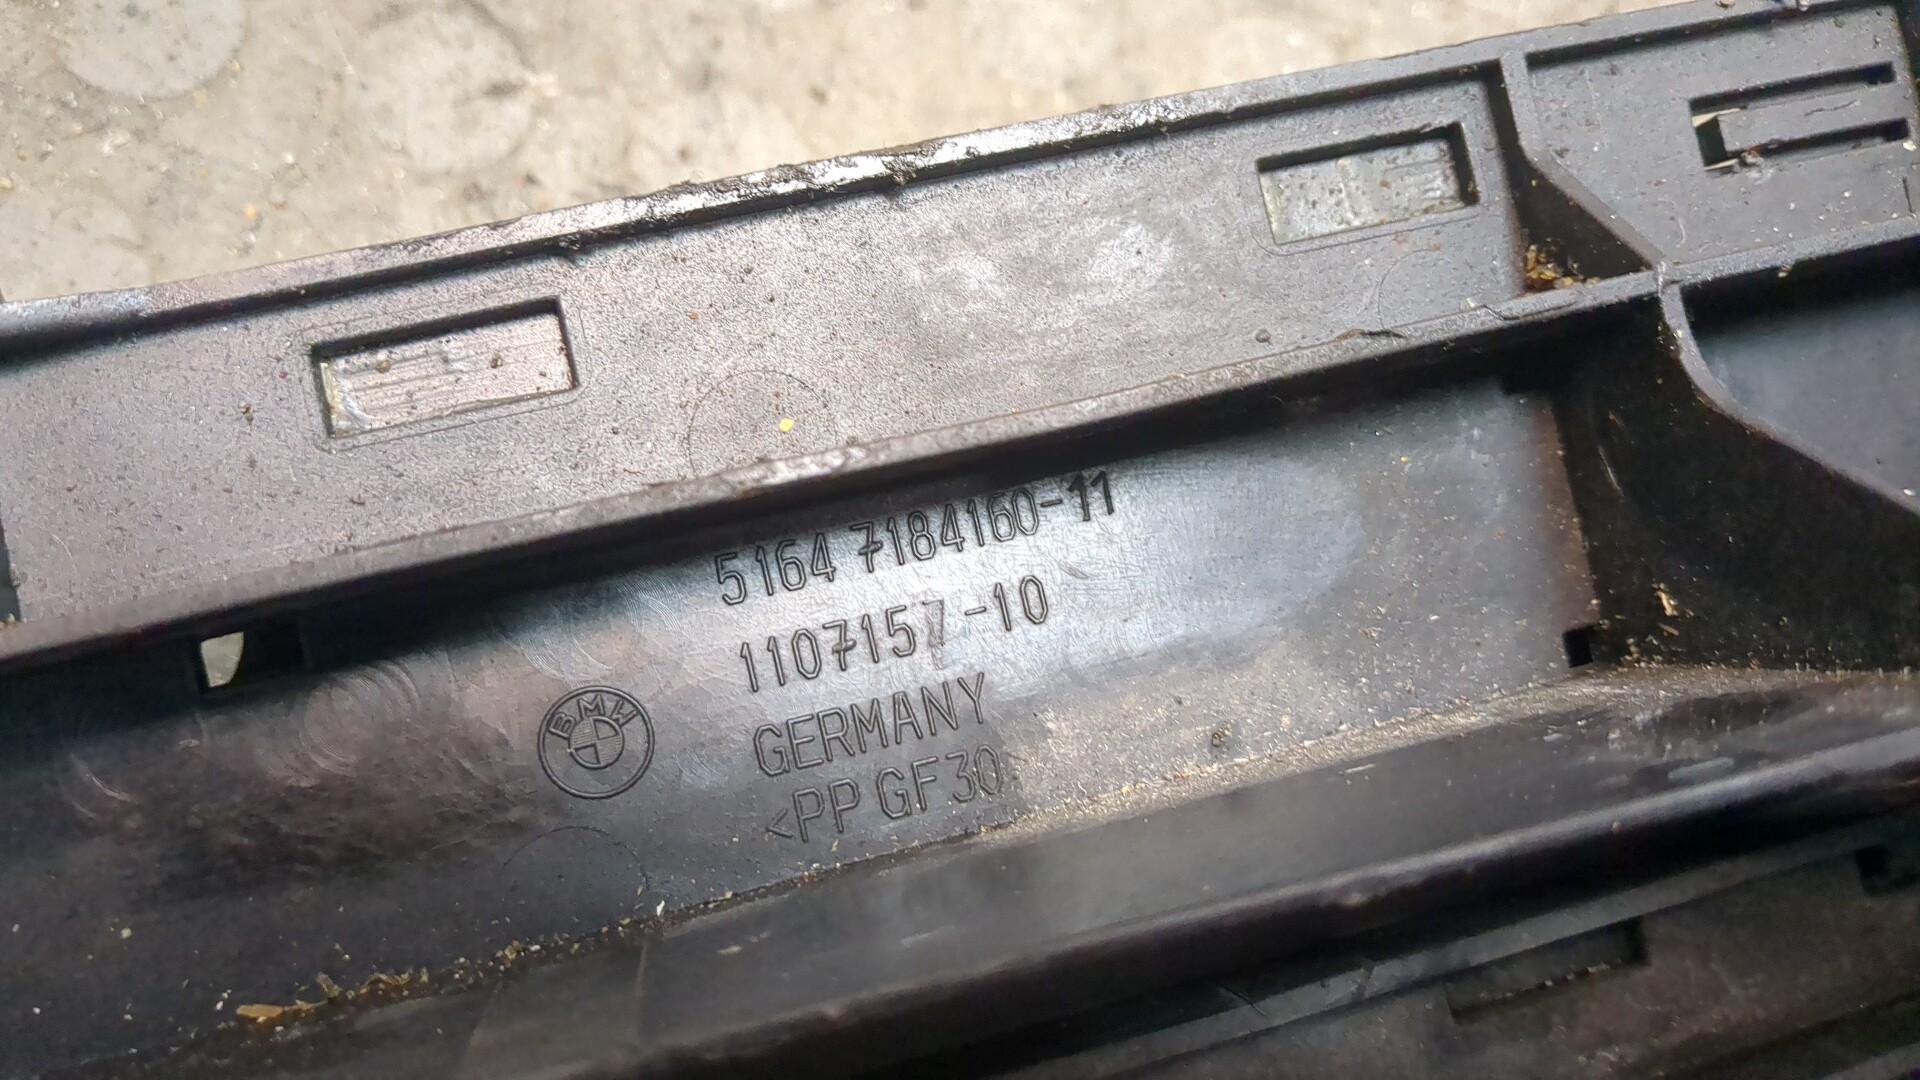 5164 7184160-11
1107157-10
BMW
GERMANY
<PP GF30